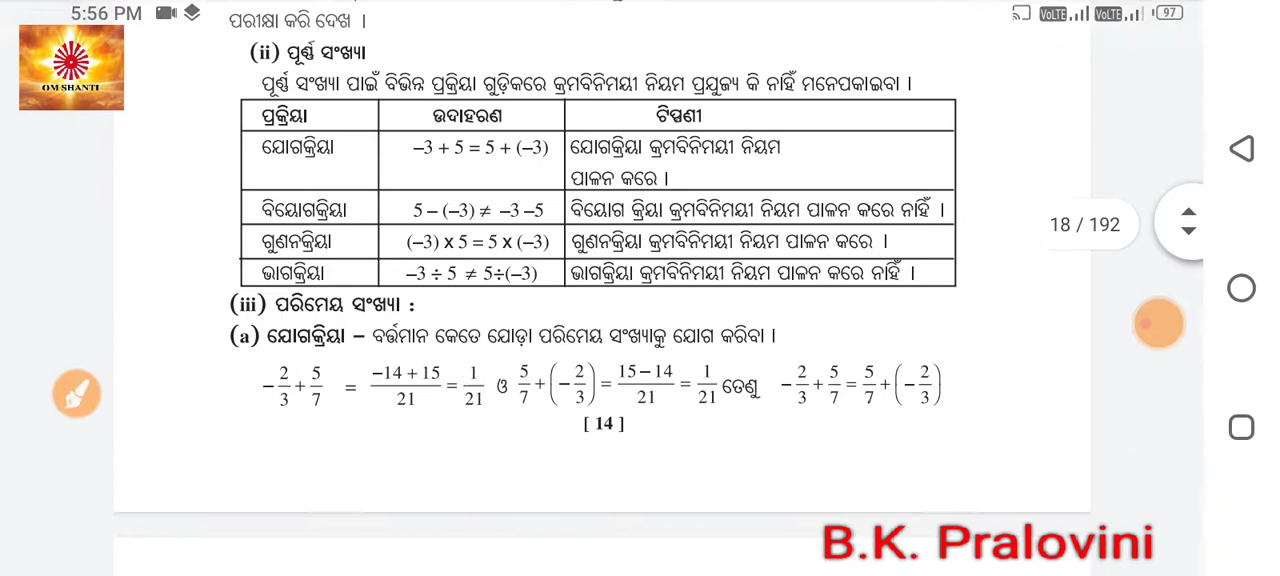 5:56 PM
VoLTE VoLTE 97
ପରୀକ୍ଷା କରି ଦେଖ ।
OM SHANTI
(ii) ପୂର୍ଣ୍ଣ ସଂଖ୍ୟା
ପୂର୍ଣ୍ଣ ସଂଖ୍ୟା ପାଇଁ ବିଭିନ୍ନ ପ୍ରକ୍ରିୟା ଗୁଡ଼ିକରେ କ୍ରମବିନିମୟୀ ନିୟମ ପ୍ରଯୁଜ୍ୟ କି ନାହିଁ ମନେପକାଇବା ।
ପ୍ରକ୍ରିୟା ଉଦାହରଣ ଟିପ୍ପଣୀ
ଯୋଗକ୍ରିୟା –3 + 5 = 5 + (–3) ଯୋଗକ୍ରିୟା କ୍ରମବିନିମୟୀ ନିୟମ
ପାଳନ କରେ ।
ବିୟୋଗକ୍ରିୟା 5 – (–3) ≠ –3 –5 ବିୟୋଗ କ୍ରିୟା କ୍ରମବିନିମୟୀ ନିୟମ ପାଳନ କରେ ନାହିଁ ।
18 / 192
ଗୁଣନକ୍ରିୟା (–3) x 5 = 5 x (–3) ଗୁଣନକ୍ରିୟା କ୍ରମବିନିମୟୀ ନିୟମ ପାଳନ କରେ ।
ଭାଗକ୍ରିୟା –3 ÷ 5 ≠ 5÷(–3) ଭାଗକ୍ରିୟା କ୍ରମବିନିମୟୀ ନିୟମ ପାଳନ କରେ ନାହିଁ ।
(iii) ପରିମେୟ ସଂଖ୍ୟା :
(a) ଯୋଗକ୍ରିୟା – ବର୍ତ୍ତମାନ କେତେ ଯୋଡ଼ା ପରିମେୟ ସଂଖ୍ୟାକୁ ଯୋଗ କରିବା ।
–2/3 + 5/7 = (–14 + 15)/21 = 1/21 ଓ 5/7 + (–2/3) = (15 – 14)/21 = 1/21 ତେଣୁ –2/3 + 5/7 = 5/7 + (–2/3)
[ 14 ]
B.K. Pralovini